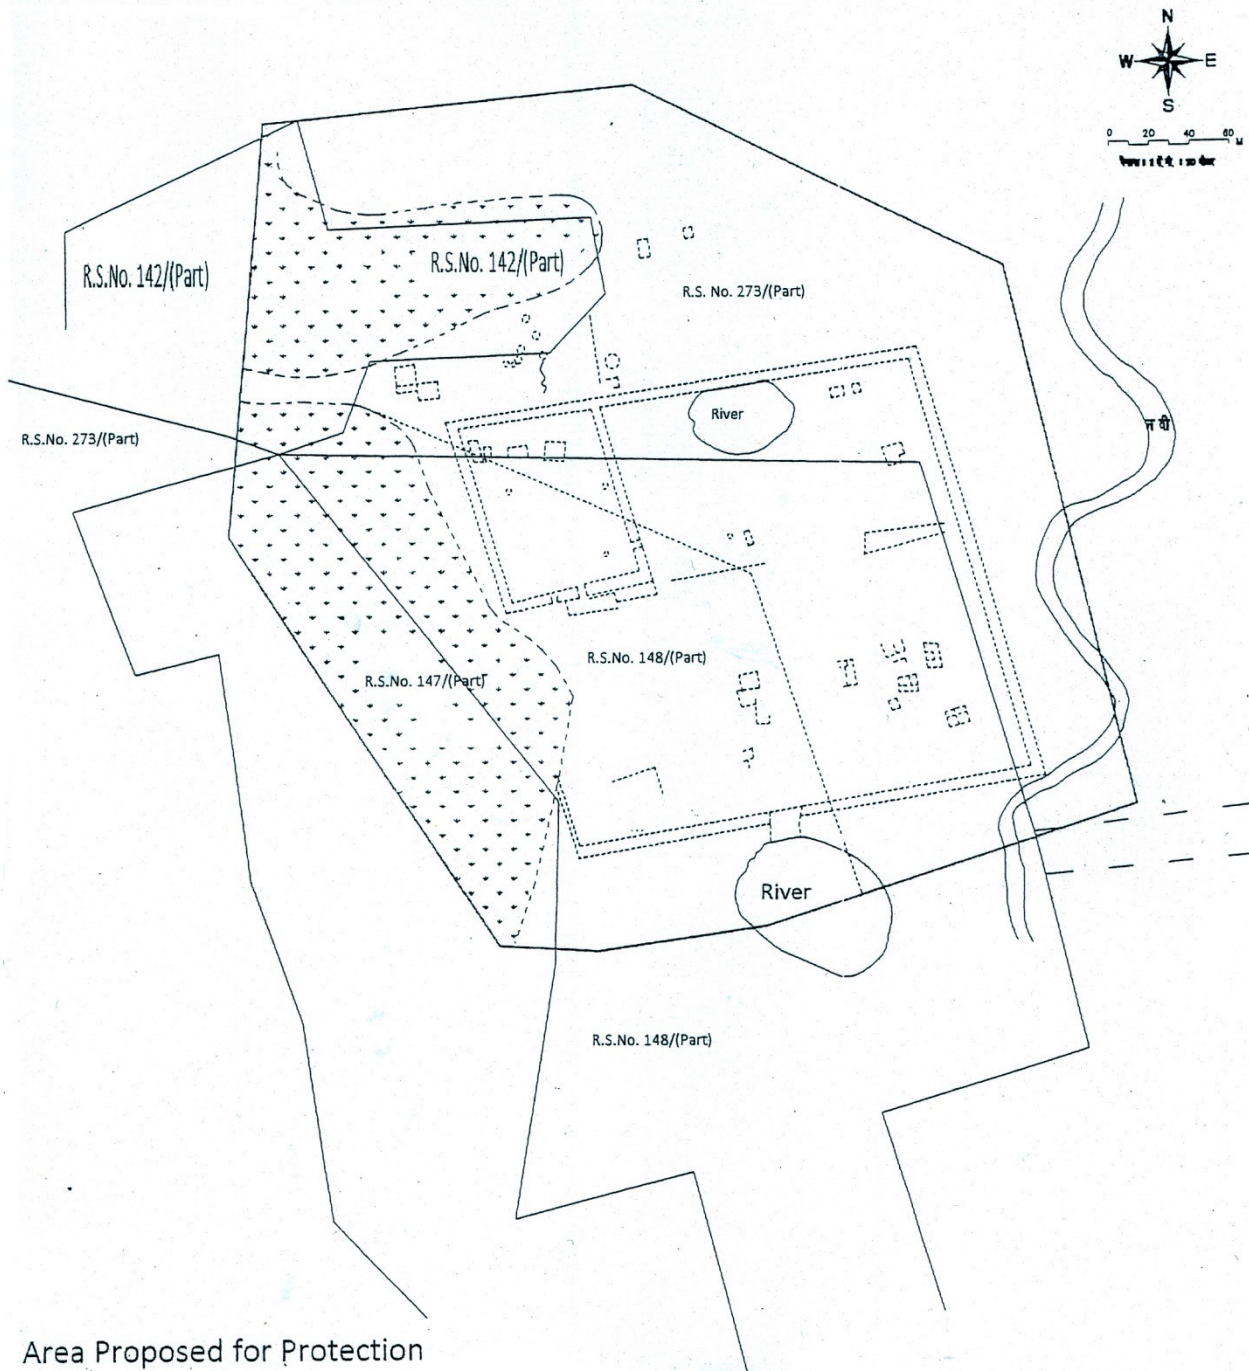 N
W E
S
0 20 40 60 M
R.S.No. 142/(Part)
R.S.No. 142/(Part)
R.S. No. 273/(Part)
River
न दी
R.S.No. 273/(Part)
R.S.No. 148/(Part)
R.S.No. 147/(Part)
River
R.S.No. 148/(Part)
Area Proposed for Protection